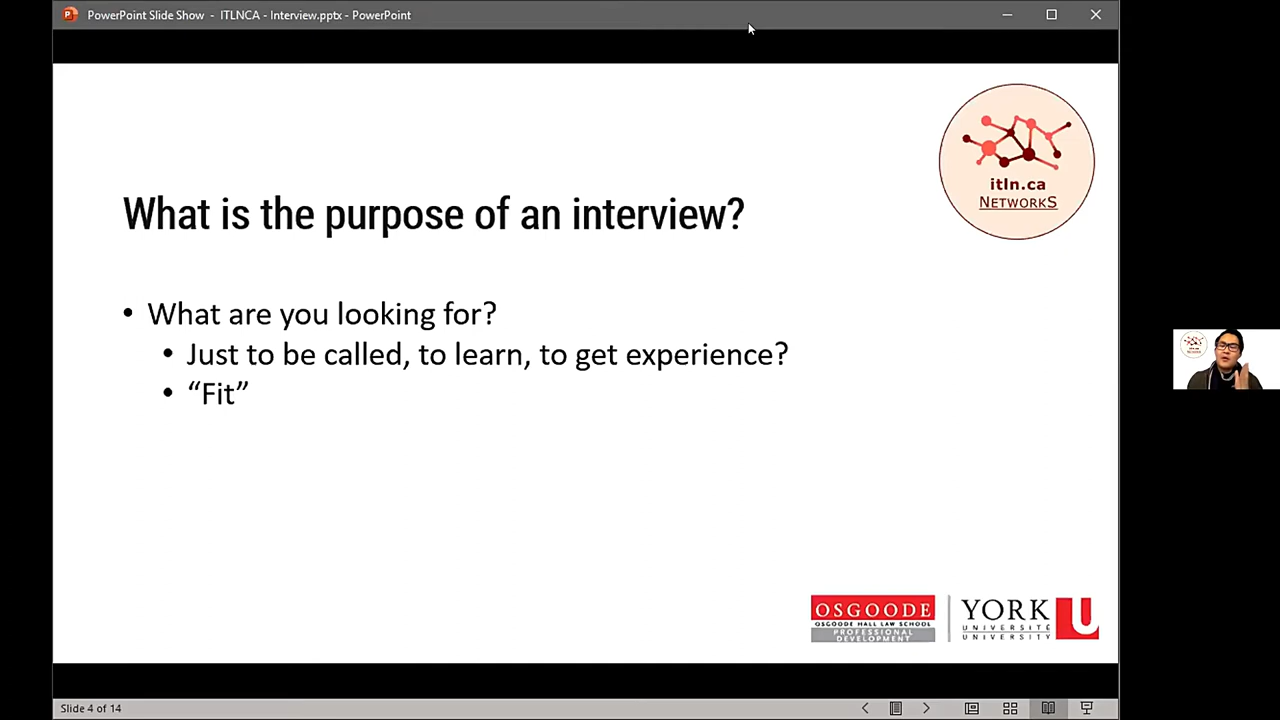 PowerPoint Slide Show - ITLNCA - Interview.pptx - PowerPoint
itln.ca
NETWORKS
What is the purpose of an interview?
• What are you looking for?
• Just to be called, to learn, to get experience?
• “Fit”
OSGOODE
OSGOODE HALL LAW SCHOOL
PROFESSIONAL
DEVELOPMENT
YORK U
UNIVERSITÉ
UNIVERSITY
Slide 4 of 14